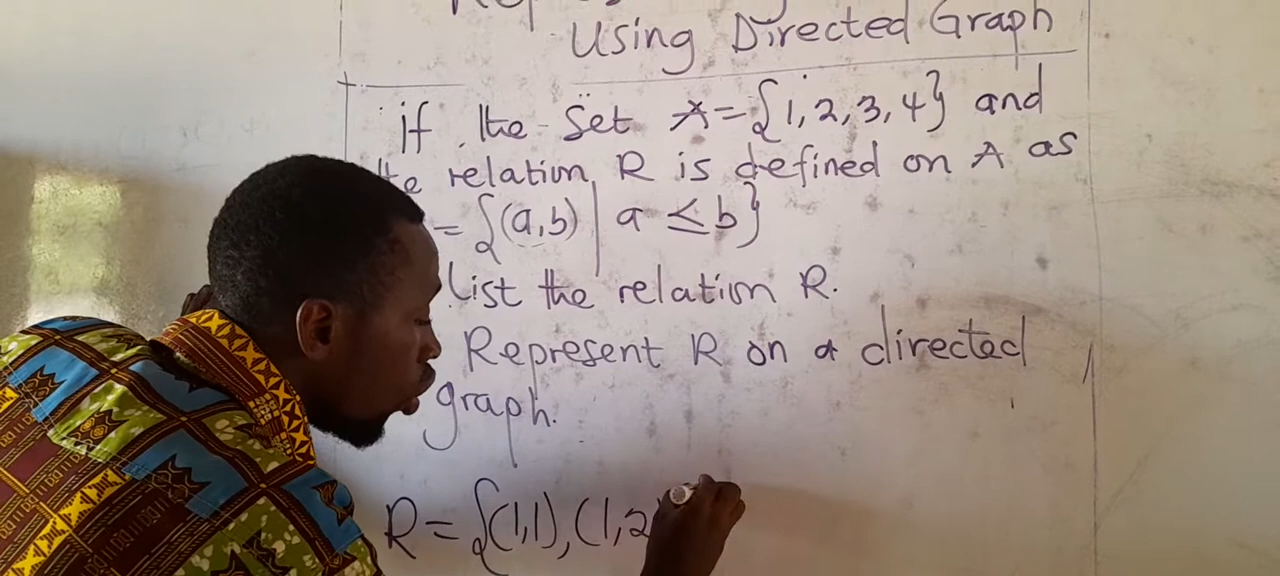 Using Directed Graph
if the Set A={1,2,3,4} and
relation R is defined on A as
= {(a,b) | a ≤ b}
List the relation R.
Represent R on a directed
graph.
R = {(1,1), (1,2